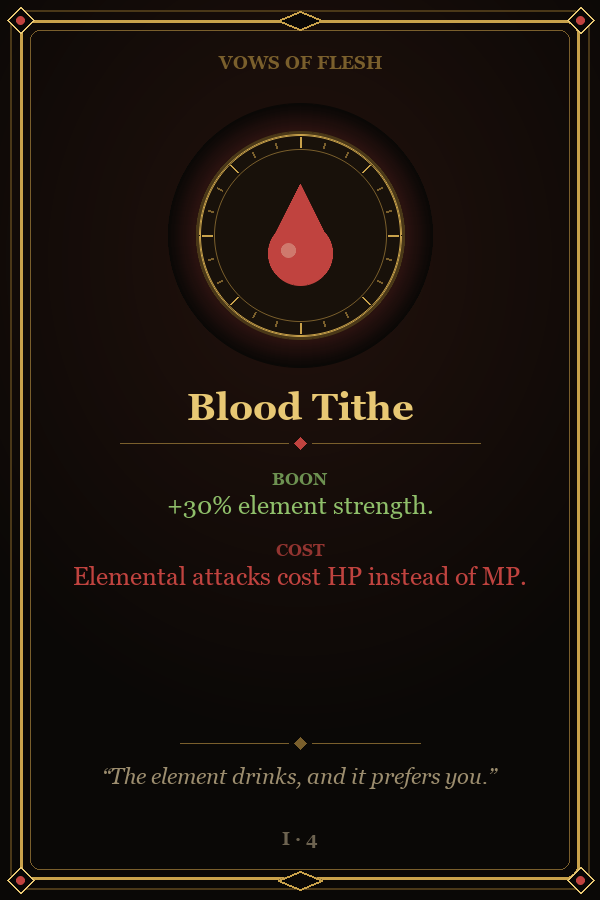 VOWS OF FLESH
Blood Tithe
BOON
+30% element strength.
COST
Elemental attacks cost HP instead of MP.
“The element drinks, and it prefers you.”
I · 4